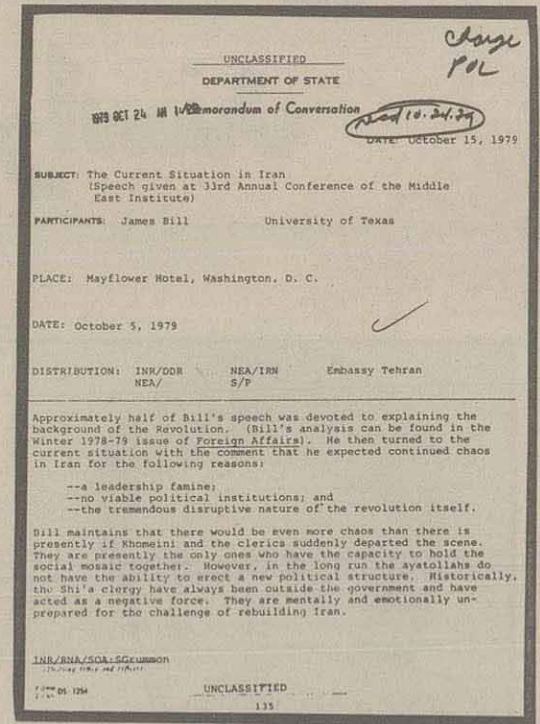 charge
POL
UNCLASSIFIED
DEPARTMENT OF STATE
1979 OCT 24 AM
Memorandum of Conversation
recd 10.24.79
DATE: October 15, 1979
SUBJECT: The Current Situation in Iran
(Speech given at 33rd Annual Conference of the Middle
East Institute)
PARTICIPANTS: James Bill University of Texas
PLACE: Mayflower Hotel, Washington, D. C.
DATE: October 5, 1979
DISTRIBUTION: INR/DDR NEA/IRN Embassy Tehran
NEA/ S/P
Approximately half of Bill's speech was devoted to explaining the
background of the Revolution. (Bill's analysis can be found in the
Winter 1978-79 issue of Foreign Affairs). He then turned to the
current situation with the comment that he expected continued chaos
in Iran for the following reasons:
--a leadership famine;
--no viable political institutions; and
--the tremendous disruptive nature of the revolution itself.
Bill maintains that there would be even more chaos than there is
presently if Khomeini and the clerics suddenly departed the scene.
They are presently the only ones who have the capacity to hold the
social mosaic together. However, in the long run the ayatollahs do
not have the ability to erect a new political structure. Historically,
the Shi'a clergy have always been outside the government and have
acted as a negative force. They are mentally and emotionally un-
prepared for the challenge of rebuilding Iran.
INR/RNA/SOA:SGrummon
DS 1254
UNCLASSIFIED
135